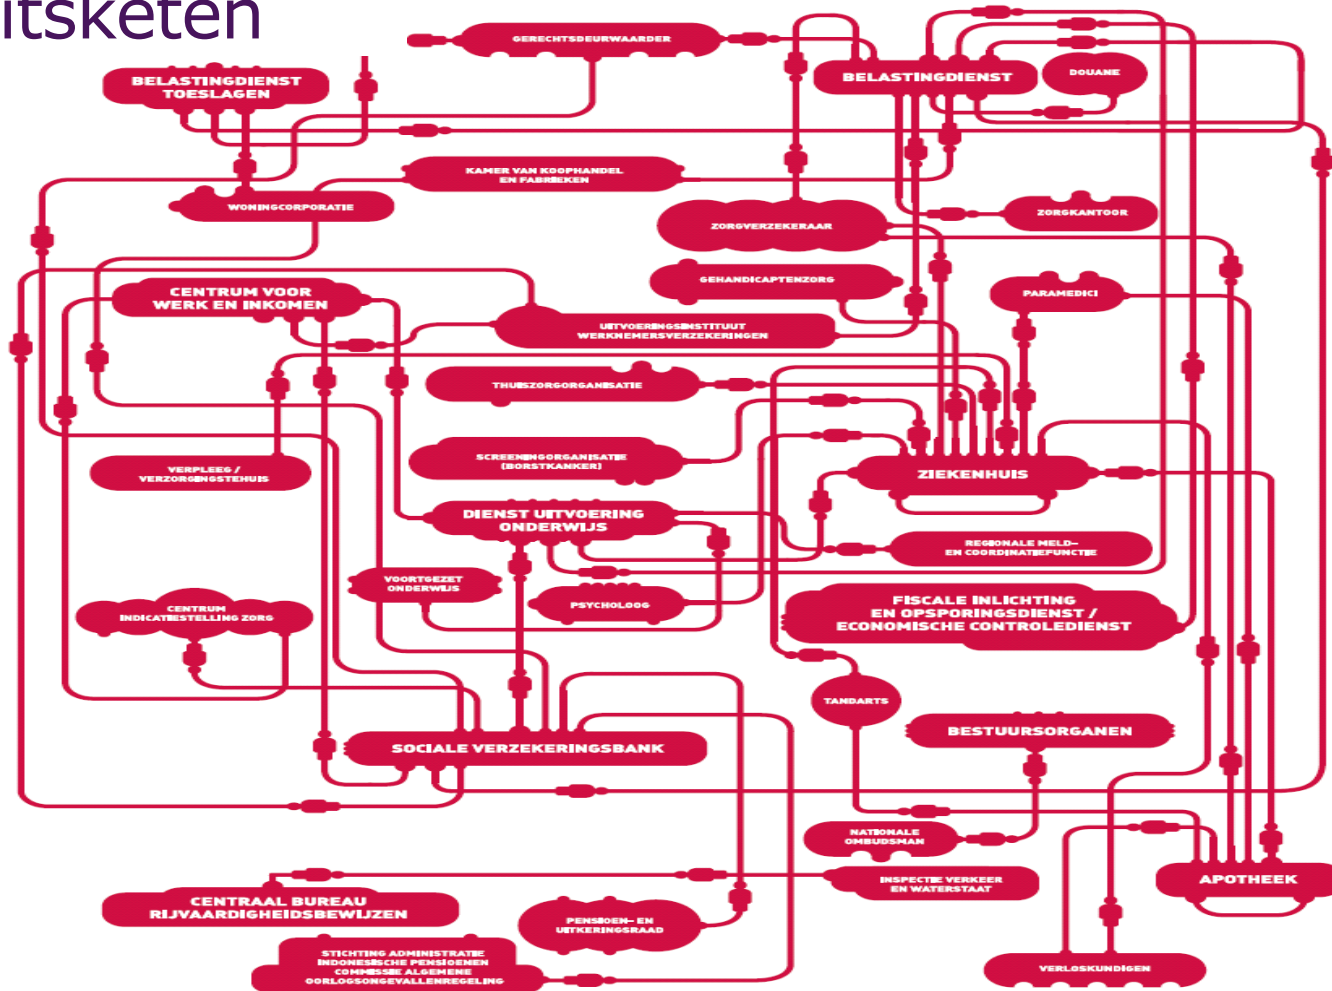 itsketen
GERECHTSDEURWAARDER
BELASTINGDIENST
TOESLAGEN
BELASTINGDIENST
DOUANE
KAMER VAN KOOPHANDEL
EN FABRIEKEN
WONINGCORPORATIE
ZORGVERZEKERAAR
ZORGKANTOOR
GEHANDICAPTENZORG
CENTRUM VOOR
WERK EN INKOMEN
PARAMEDICI
UITVOERINGSINSTITUUT
WERKNEMERSVERZEKERINGEN
THUISZORGORGANISATIE
SCREENINGORGANISATIE
(BORSTKANKER)
VERPLEEG /
VERZORGINGSTEHUIS
ZIEKENHUIS
DIENST UITVOERING
ONDERWIJS
REGIONALE MELD-
EN COORDINATIEFUNCTIE
VOORTGEZET
ONDERWIJS
PSYCHOLOOG
CENTRUM
INDICATIESTELLING ZORG
FISCALE INLICHTING
EN OPSPORINGSDIENST /
ECONOMISCHE CONTROLEDIENST
TANDARTS
BESTUURSORGANEN
SOCIALE VERZEKERINGSBANK
NATIONALE
OMBUDSMAN
INSPECTIE VERKEER
EN WATERSTAAT
APOTHEEK
CENTRAAL BUREAU
RIJVAARDIGHEIDSBEWIJZEN
PENSIOEN- EN
UITKERINGSRAAD
STICHTING ADMINISTRATIE
INDONESISCHE PENSIOENEN
COMMISSIE ALGEMENE
OORLOGSONGEVALLENREGELING
VERLOSKUNDIGEN